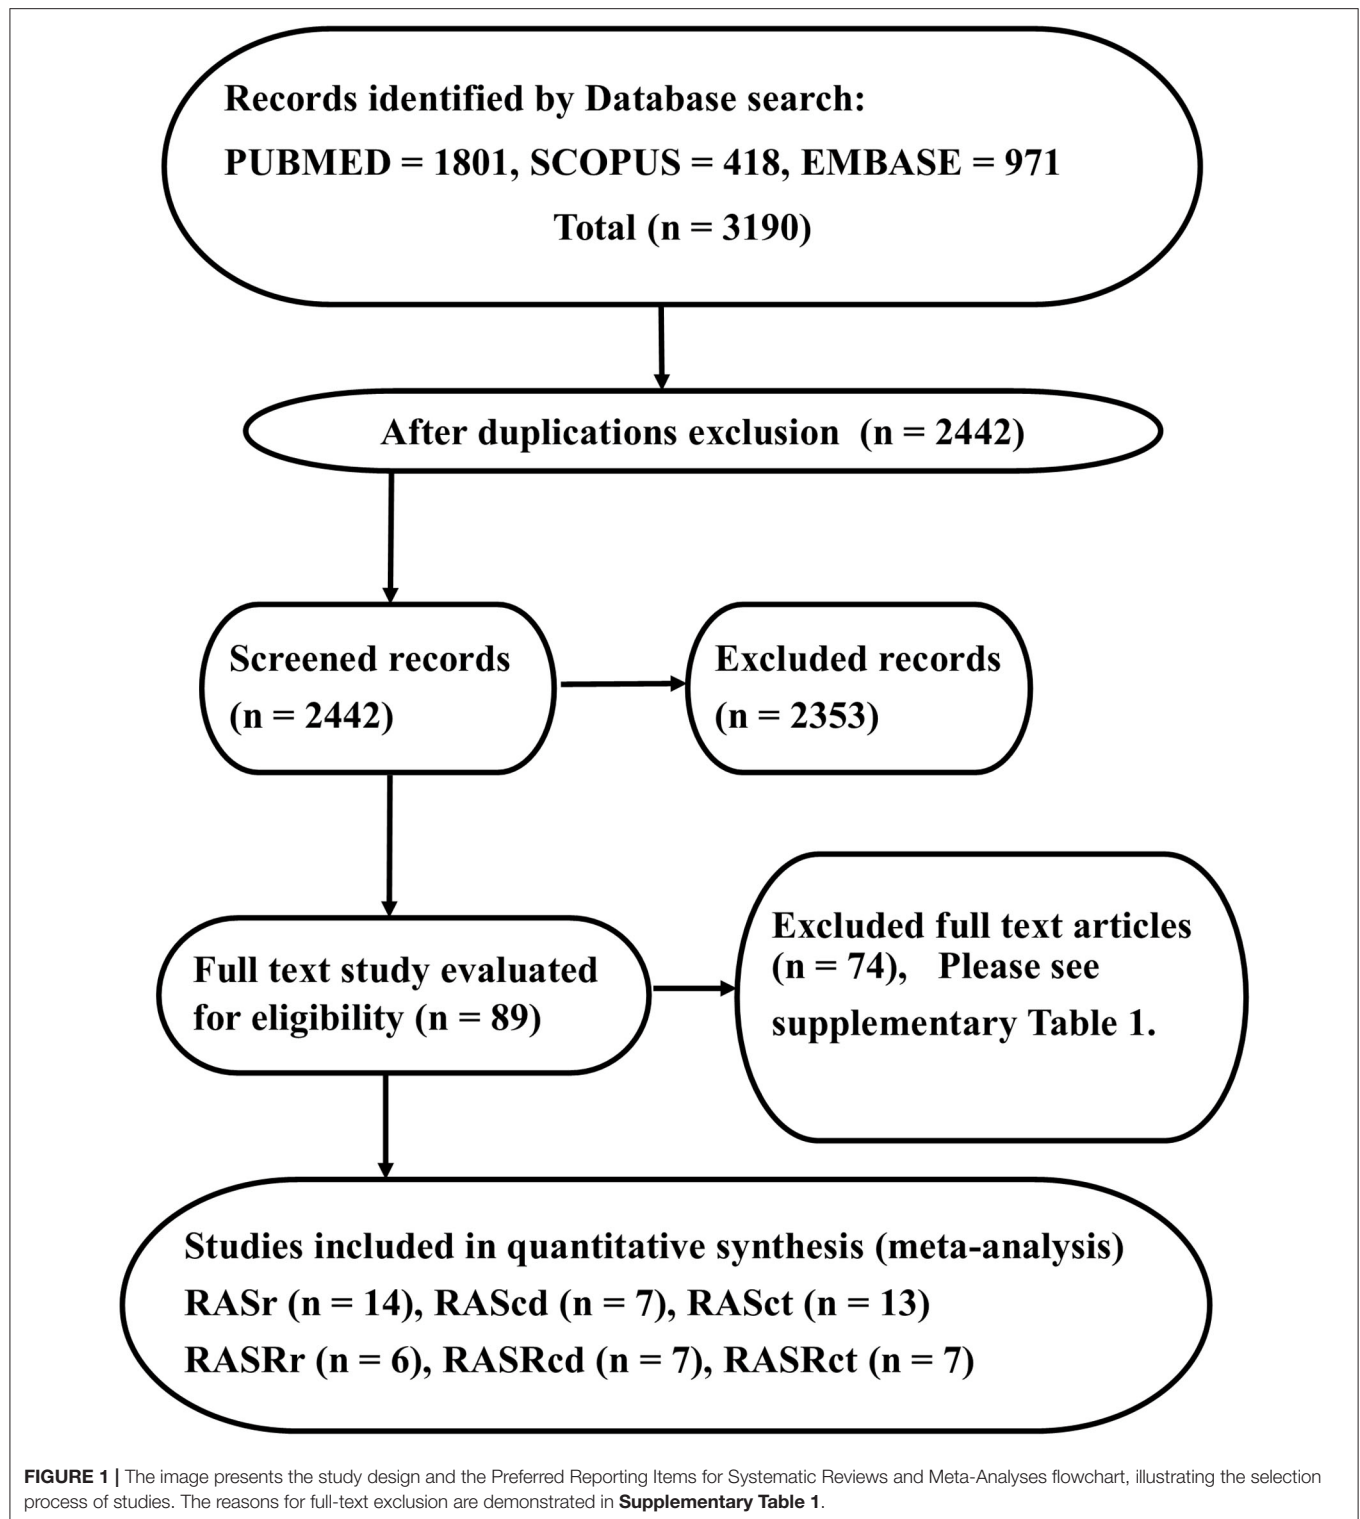 Records identified by Database search:
PUBMED = 1801, SCOPUS = 418, EMBASE = 971
Total (n = 3190)
After duplications exclusion (n = 2442)
Screened records
(n = 2442)
Excluded records
(n = 2353)
Full text study evaluated
for eligibility (n = 89)
Excluded full text articles
(n = 74), Please see
supplementary Table 1.
Studies included in quantitative synthesis (meta-analysis)
RASr (n = 14), RAScd (n = 7), RASct (n = 13)
RASRr (n = 6), RASRcd (n = 7), RASRct (n = 7)
FIGURE 1 | The image presents the study design and the Preferred Reporting Items for Systematic Reviews and Meta-Analyses flowchart, illustrating the selection
process of studies. The reasons for full-text exclusion are demonstrated in Supplementary Table 1.